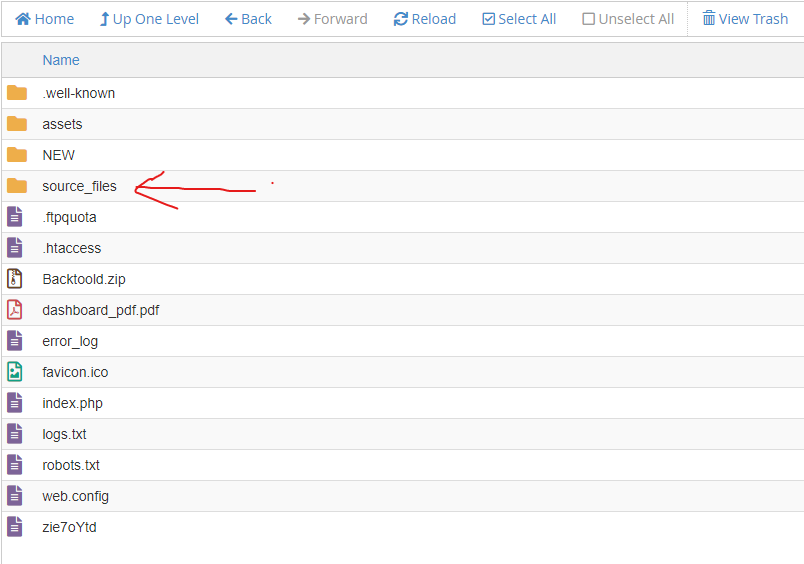 Home Up One Level Back Forward Reload Select All Unselect All View Trash
Name
.well-known
assets
NEW
source_files
.ftpquota
.htaccess
Backtoold.zip
dashboard_pdf.pdf
error_log
favicon.ico
index.php
logs.txt
robots.txt
web.config
zie7oYtd